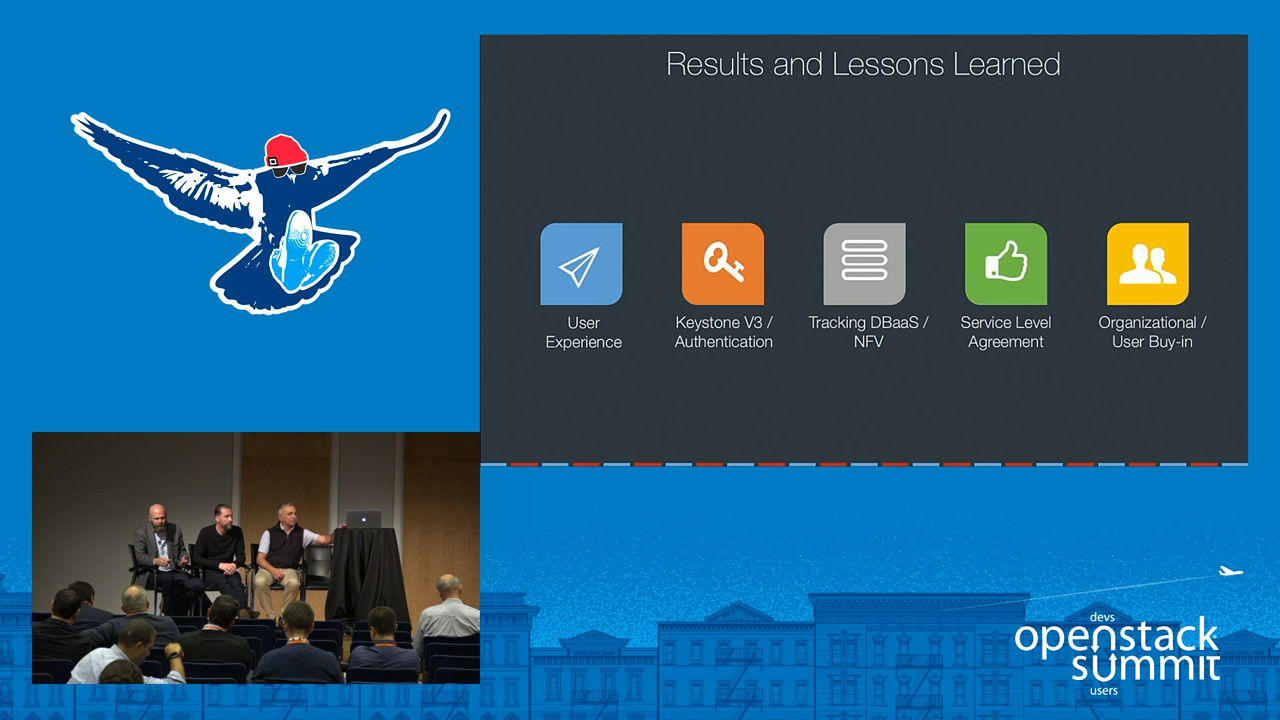 Results and Lessons Learned
User
Experience
Keystone V3 /
Authentication
Tracking DBaaS /
NFV
Service Level
Agreement
Organizational /
User Buy-in
devs
openstack
summit
users